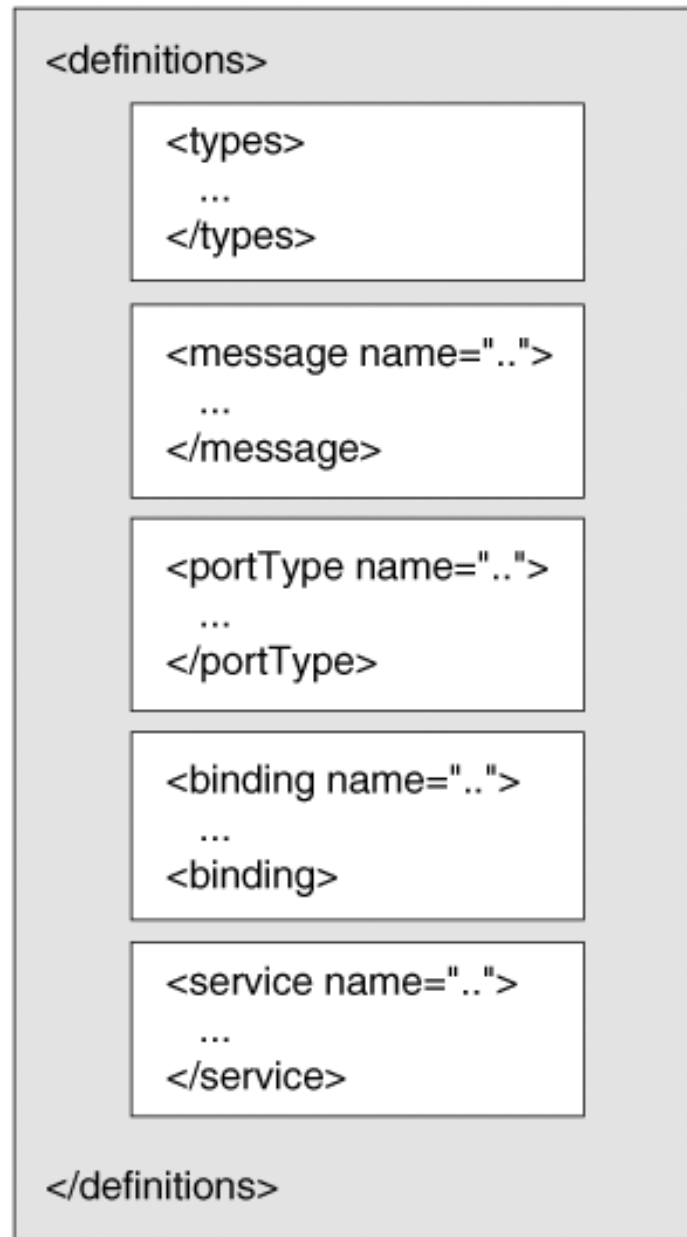 <definitions>
<types>
...
</types>
<message name="..">
...
</message>
<portType name="..">
...
</portType>
<binding name="..">
...
<binding>
<service name="..">
...
</service>
</definitions>